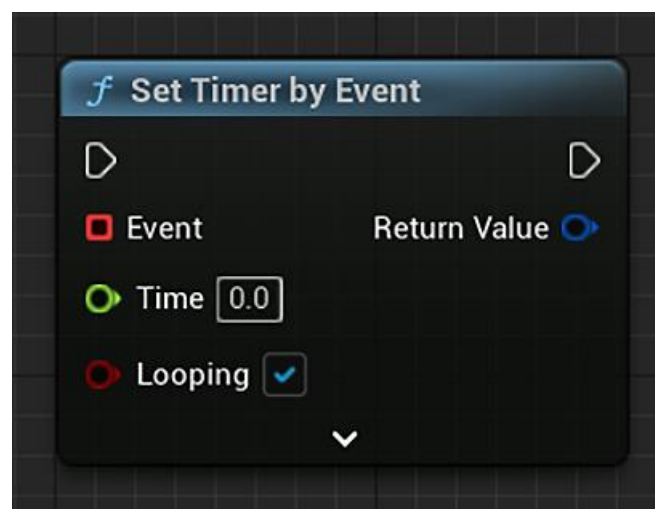 f Set Timer by Event
Event
Return Value
Time 0.0
Looping